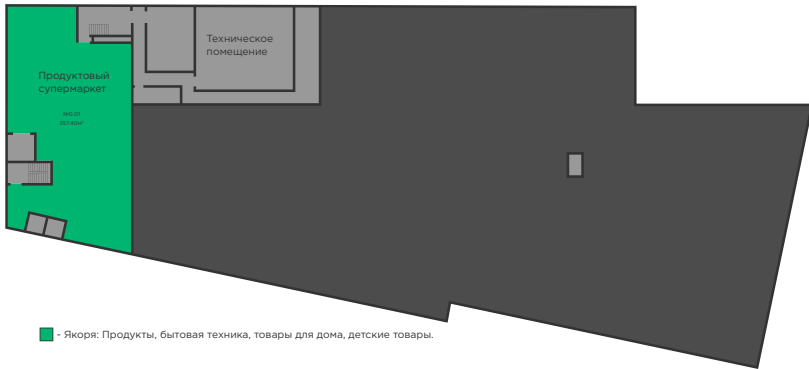 Техническое
помещение
Продуктовый
супермаркет
- Якоря: Продукты, бытовая техника, товары для дома, детские товары.